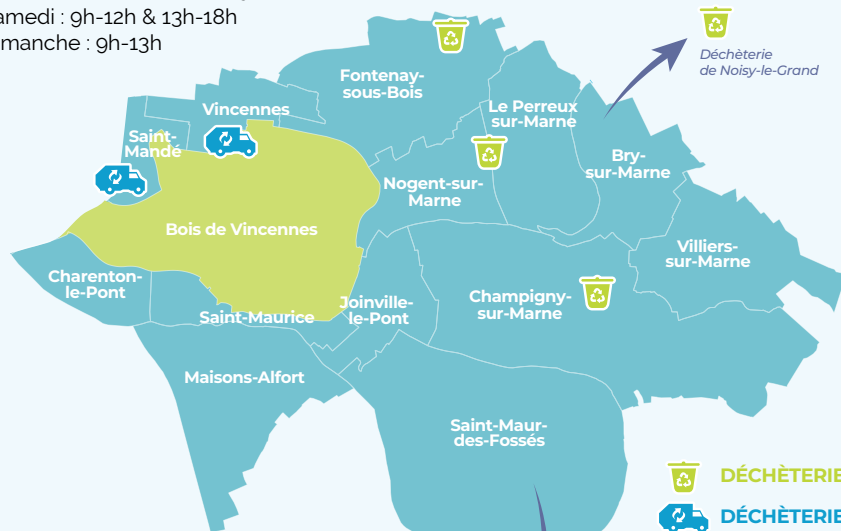 amedi : 9h-12h & 13h-18h
manche : 9h-13h
Déchèterie
de Noisy-le-Grand
Fontenay-
sous-Bois
Vincennes
Le Perreux
sur-Marne
Saint-
Mandé
Bry-
sur-Marne
Nogent-sur-
Marne
Bois de Vincennes
Villiers-
sur-Marne
Charenton-
le-Pont
Joinville-
le-Pont
Champigny-
sur-Marne
Saint-Maurice
Maisons-Alfort
Saint-Maur-
des-Fossés
DÉCHÈTERIE
DÉCHÈTERIE